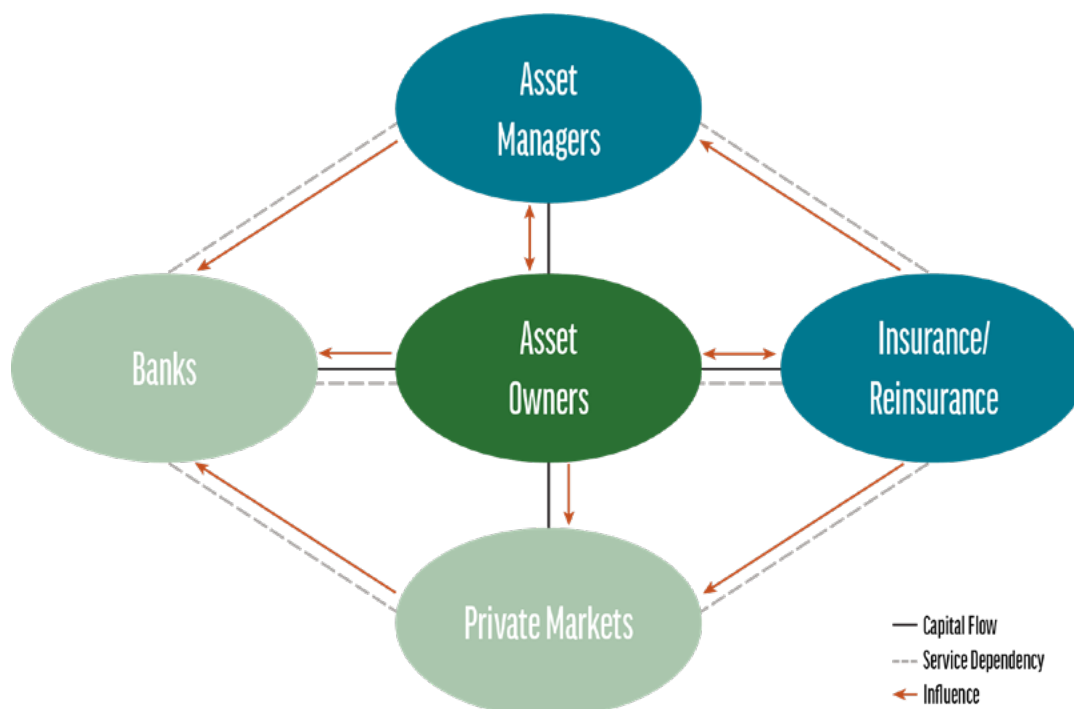 Asset
Managers
Banks
Asset
Owners
Insurance/
Reinsurance
Private Markets
Capital Flow
Service Dependency
Influence